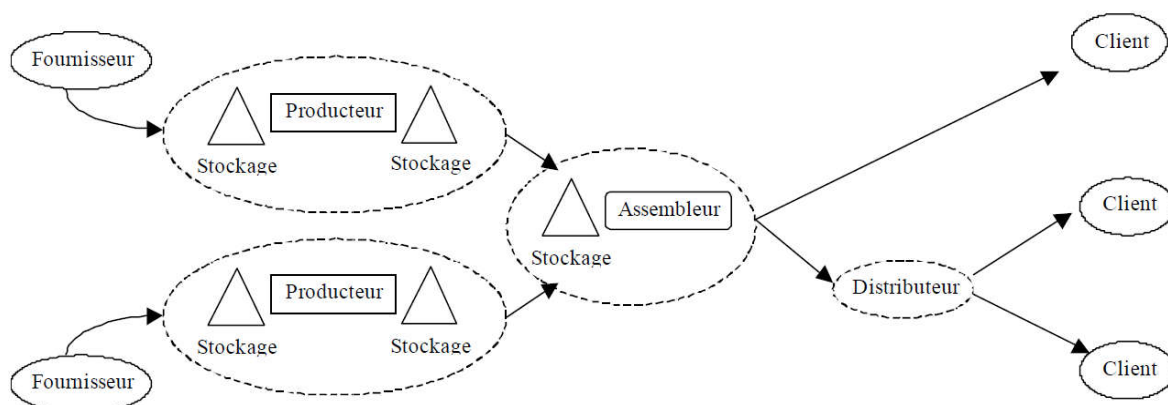 Fournisseur
Client
Producteur
Stockage
Stockage
Assembleur
Stockage
Client
Producteur
Stockage
Stockage
Distributeur
Fournisseur
Client